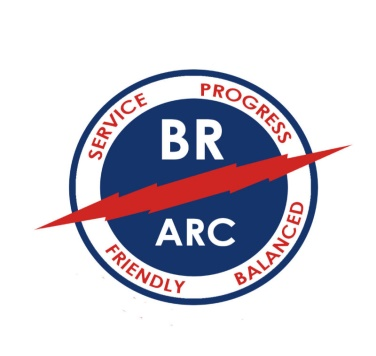 SERVICE PROGRESS
BR
ARC
FRIENDLY BALANCED